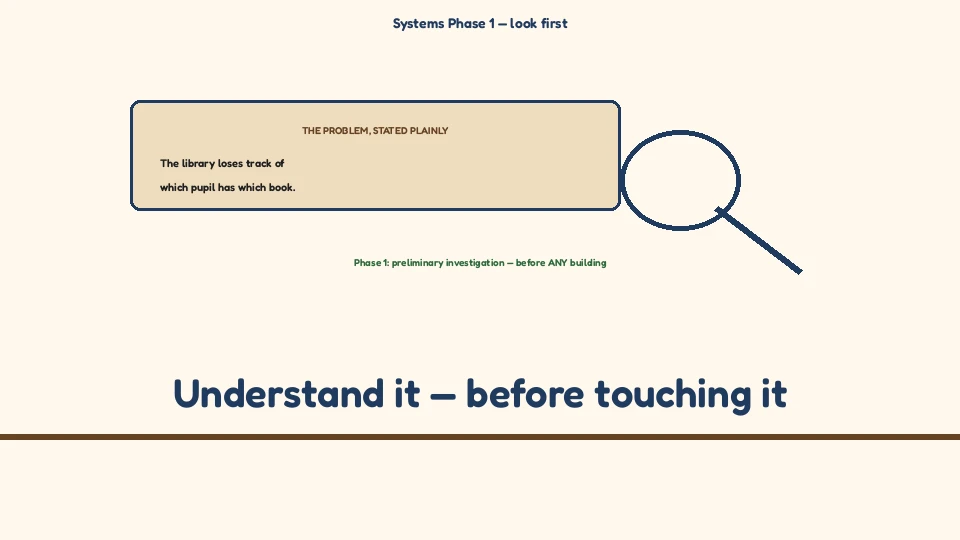 Systems Phase 1 – look first
THE PROBLEM, STATED PLAINLY
The library loses track of
which pupil has which book.
Phase 1: preliminary investigation – before ANY building
Understand it – before touching it